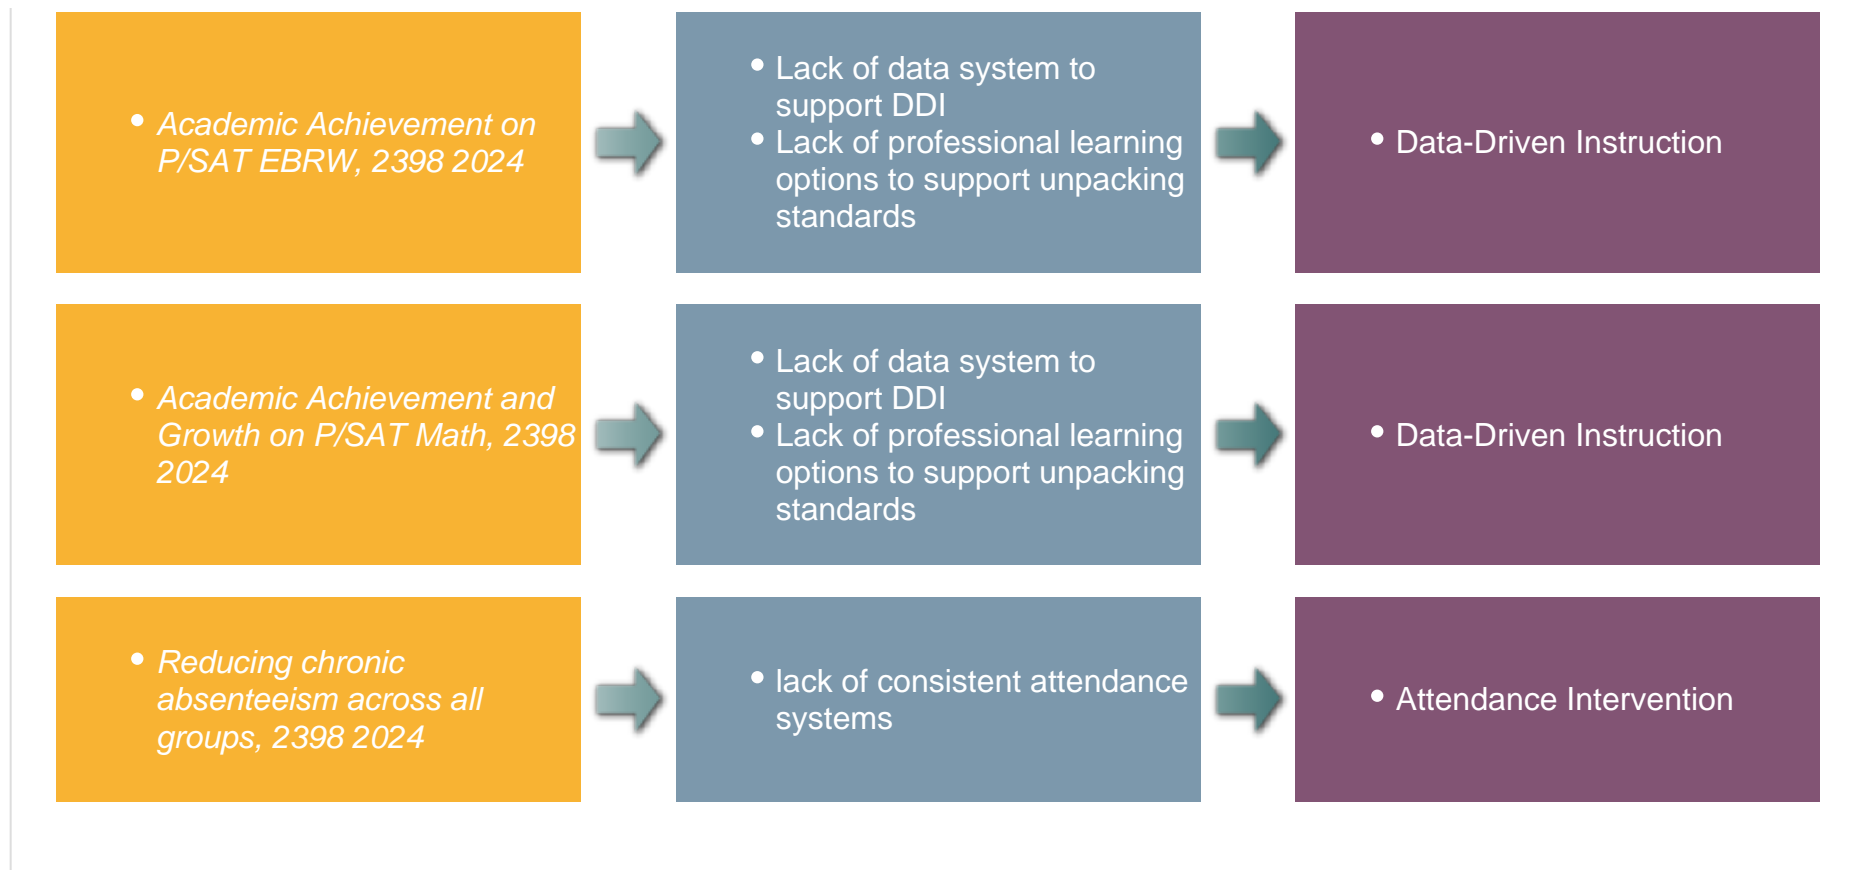 • Academic Achievement on
P/SAT EBRW, 2398 2024
• Lack of data system to
support DDI
• Lack of professional learning
options to support unpacking
standards
• Data-Driven Instruction
• Academic Achievement and
Growth on P/SAT Math, 2398
2024
• Lack of data system to
support DDI
• Lack of professional learning
options to support unpacking
standards
• Data-Driven Instruction
• Reducing chronic
absenteeism across all
groups, 2398 2024
• lack of consistent attendance
systems
• Attendance Intervention